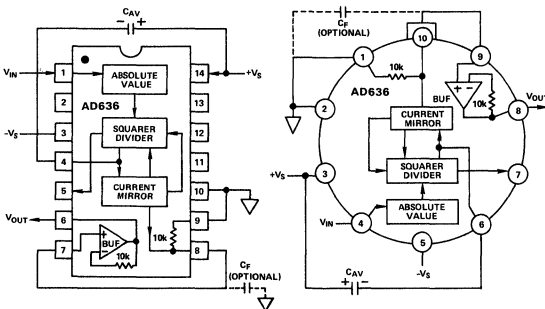 CAV
− +
VIN
1
ABSOLUTE
VALUE
14
+VS
AD636
2
13
−VS
3
SQUARER
DIVIDER
12
4
11
5
CURRENT
MIRROR
10
VOUT
6
9
+
−
BUF
10k
10k
7
8
CF
(OPTIONAL)
CF
(OPTIONAL)
10
1
9
10k
AD636
+ −
BUF
10k
8
VOUT
2
CURRENT
MIRROR
+VS
3
SQUARER
DIVIDER
7
ABSOLUTE
VALUE
VIN
4
6
5
−VS
CAV
+ −